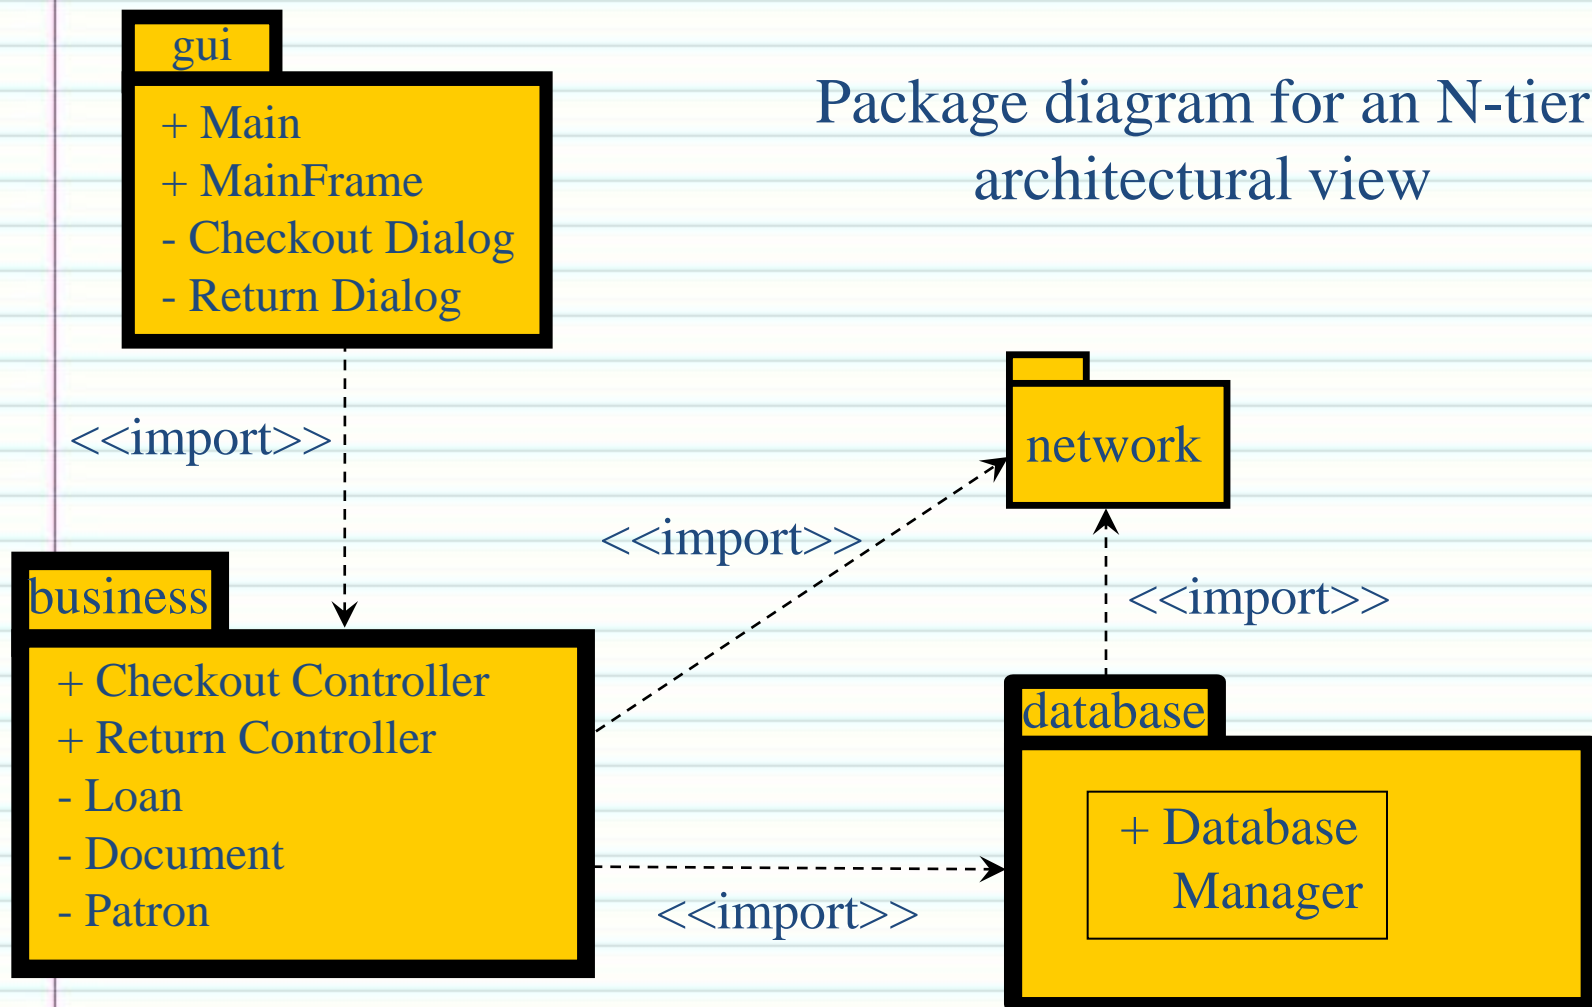 gui
+ Main
+ MainFrame
- Checkout Dialog
- Return Dialog
Package diagram for an N-tier
architectural view
<<import>>
network
<<import>>
<<import>>
business
+ Checkout Controller
+ Return Controller
- Loan
- Document
- Patron
<<import>>
database
+ Database
Manager